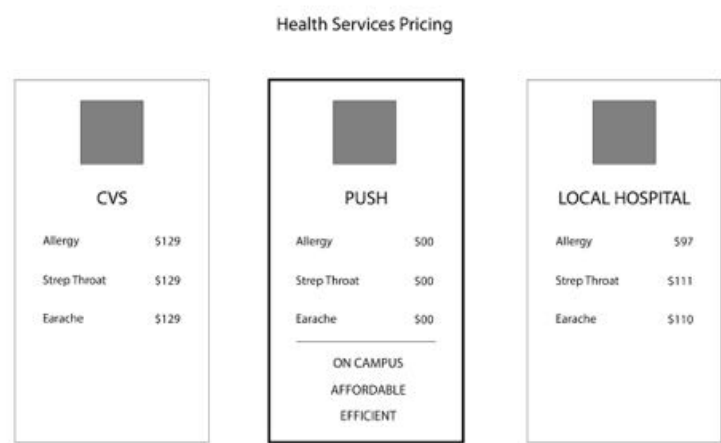 Health Services Pricing
CVS
Allergy $129
Strep Throat $129
Earache $129
PUSH
Allergy $00
Strep Throat $00
Earache $00
ON CAMPUS
AFFORDABLE
EFFICIENT
LOCAL HOSPITAL
Allergy $97
Strep Throat $111
Earache $110